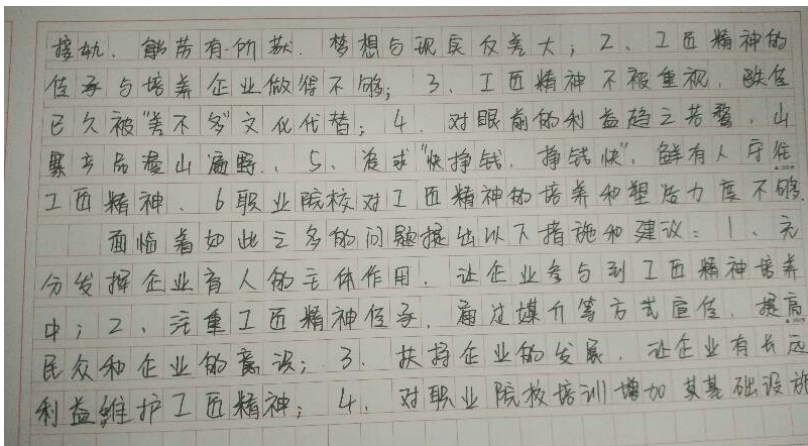 接轨、能劳有所获、梦想与现实反差大；2、工匠精神的
传承与培养企业做得不够；3、工匠精神不被重视，缺位
已久被“差不多”文化代替；4、对眼前的利益趋之若鹜，山
寨产品漫山遍野、5、追求“快挣钱，挣钱快”，鲜有人守住
工匠精神、6职业院校对工匠精神的培养和塑造力度不够.
面临着如此之多的问题提出以下措施和建议：1、充
分发挥企业育人的主体作用，让企业参与到工匠精神培养
中；2、注重工匠精神传承，通过媒介等方式宣传，提高
民众和企业的意识；3、扶持企业的发展，让企业有长远
利益维护工匠精神；4、对职业院校培训增加其基础设施